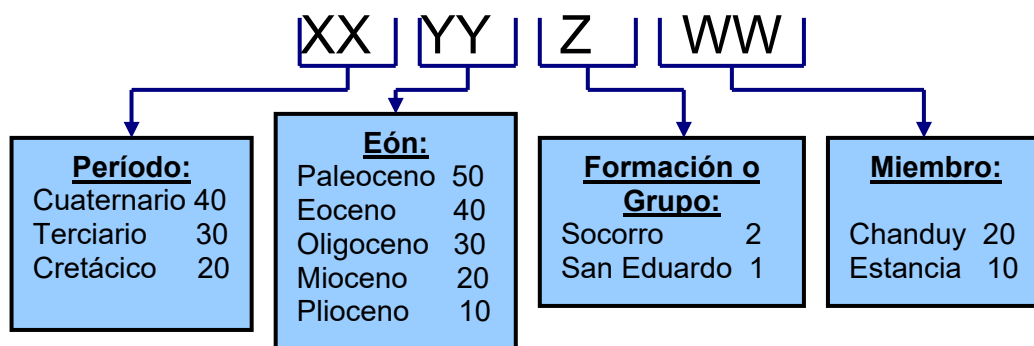 XX YY Z WW
Período:
Cuaternario 40
Terciario 30
Cretácico 20
Eón:
Paleoceno 50
Eoceno 40
Oligoceno 30
Mioceno 20
Plioceno 10
Formación o
Grupo:
Socorro 2
San Eduardo 1
Miembro:
Chanduy 20
Estancia 10